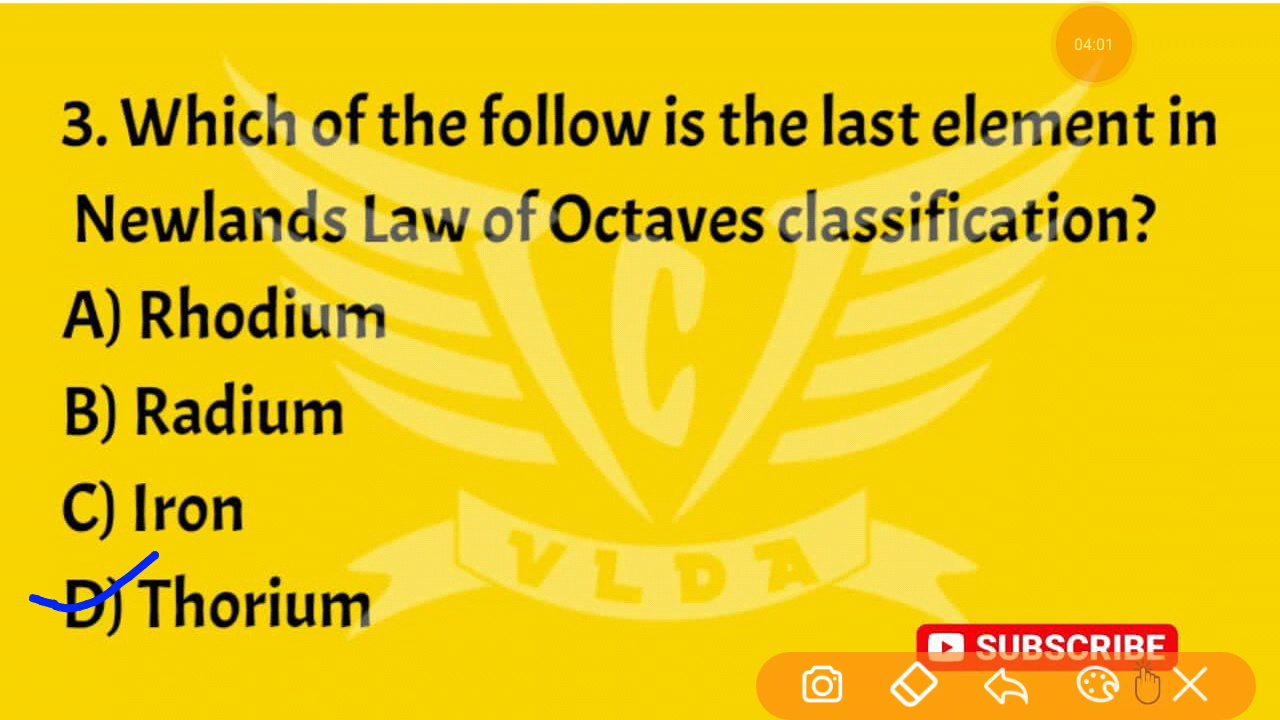 04:01
3. Which of the follow is the last element in
Newlands Law of Octaves classification?
A) Rhodium
B) Radium
C) Iron
D) Thorium
VC
VLDA
SUBSCRIBE